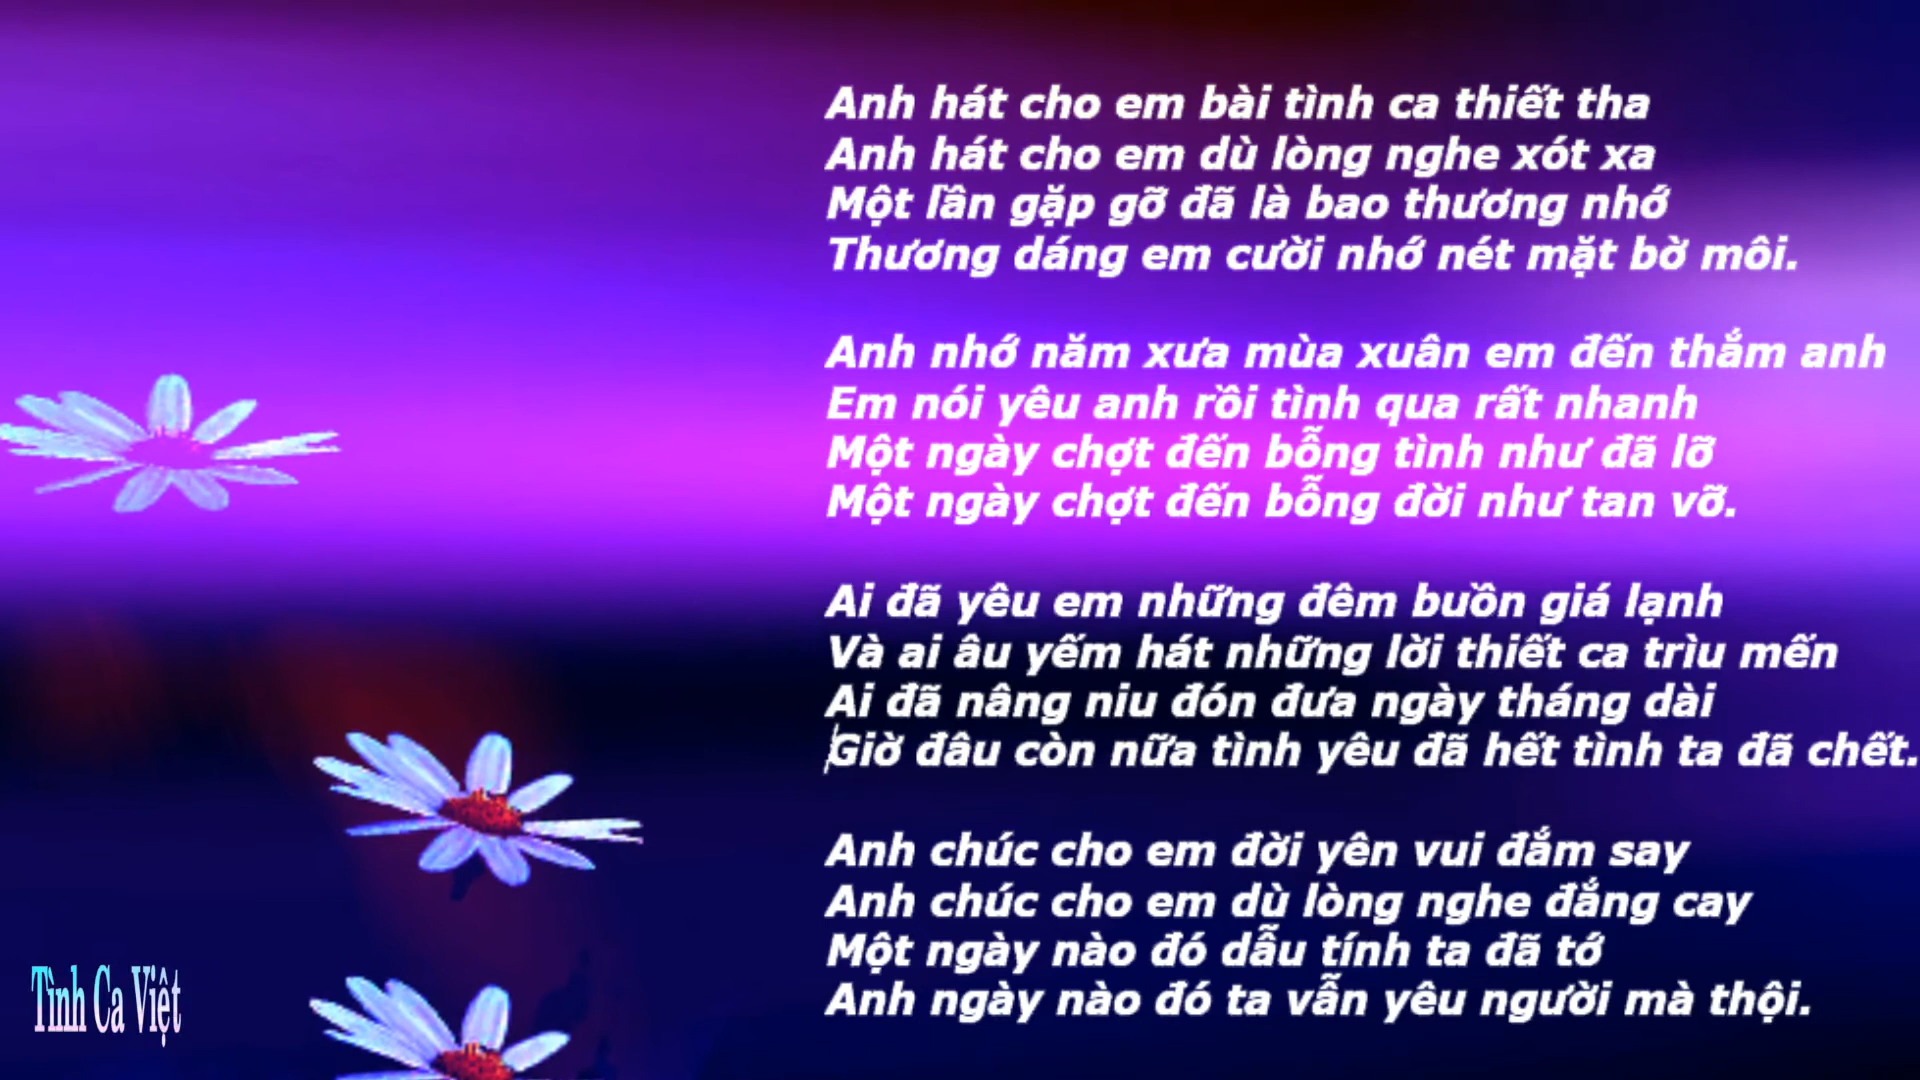 Anh hát cho em bài tình ca thiết tha
Anh hát cho em dù lòng nghe xót xa
Một lần gặp gỡ đã là bao thương nhớ
Thương dáng em cười nhớ nét mặt bờ môi.
Anh nhớ năm xưa mùa xuân em đến thắm anh
Em nói yêu anh rồi tình qua rất nhanh
Một ngày chợt đến bỗng tình như đã lỡ
Một ngày chợt đến bỗng đời như tan vỡ.
Ai đã yêu em những đêm buồn giá lạnh
Và ai âu yếm hát những lời thiết ca trìu mến
Ai đã nâng niu đón đưa ngày tháng dài
Giờ đâu còn nữa tình yêu đã hết tình ta đã chết.
Anh chúc cho em đời yên vui đắm say
Anh chúc cho em dù lòng nghe đắng cay
Một ngày nào đó dẫu tính ta đã tớ
Anh ngày nào đó ta vẫn yêu người mà thội.
Tình Ca Việt